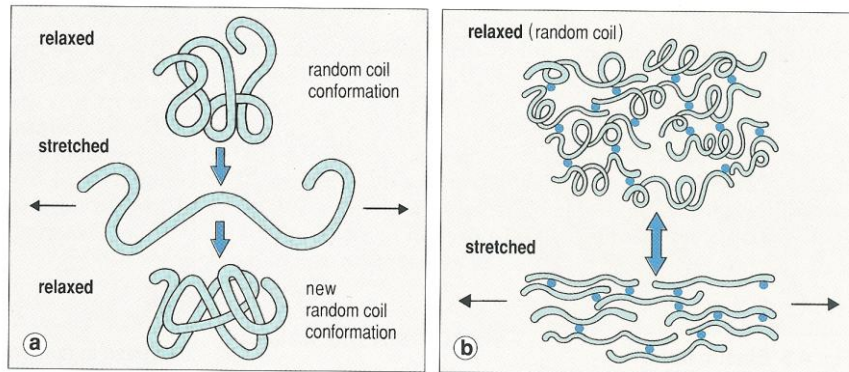 relaxed
random coil
conformation
stretched
relaxed
new
random coil
conformation
a
relaxed (random coil)
stretched
b